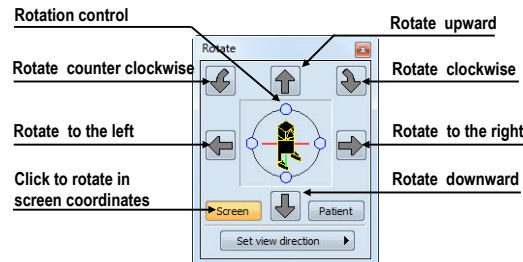 Rotation control
Rotate upward
Rotate
Rotate counter clockwise
Rotate clockwise
Rotate to the left
Rotate to the right
Click to rotate in
screen coordinates
Rotate downward
Screen
Patient
Set view direction